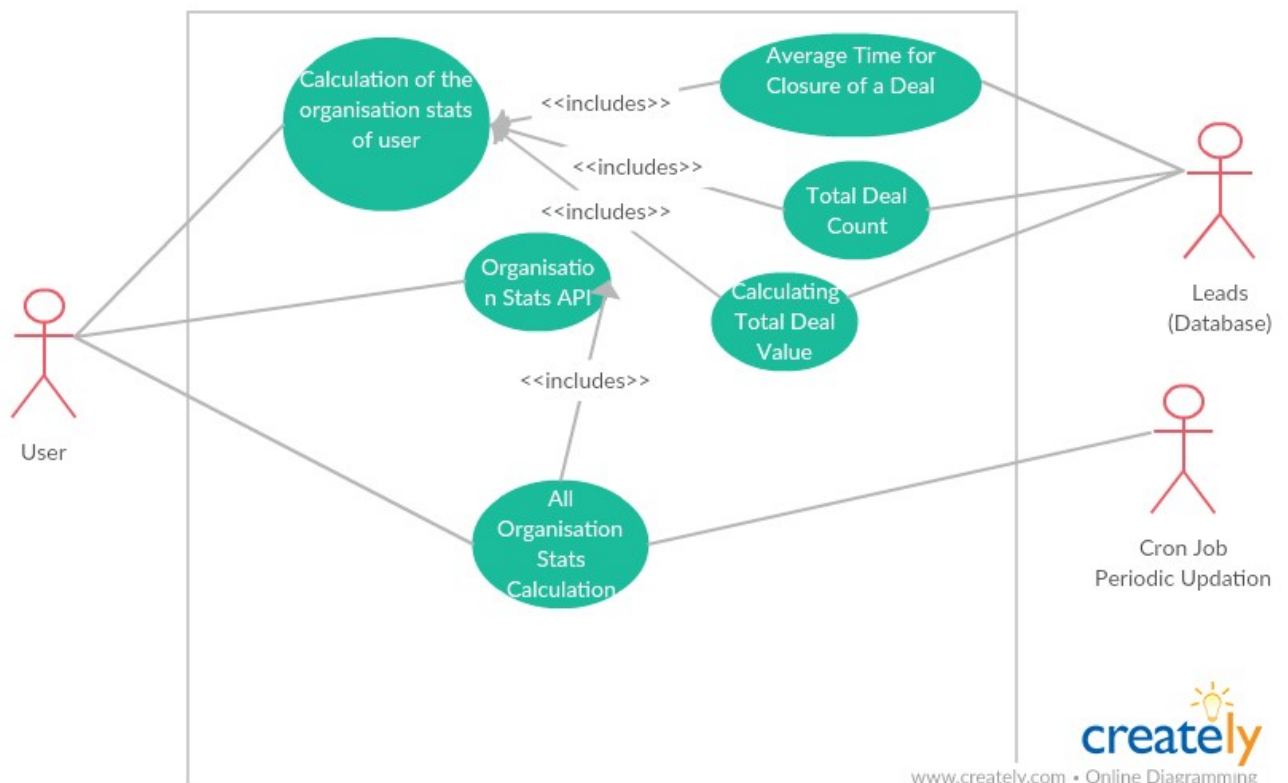 Calculation of the
organisation stats
of user
Average Time for
Closure of a Deal
<<includes>>
<<includes>>
<<includes>>
Total Deal
Count
Organisatio
n Stats API
Calculating
Total Deal
Value
Leads
(Database)
<<includes>>
User
All
Organisation
Stats
Calculation
Cron Job
Periodic Updation
creately
www.creately.com • Online Diagramming